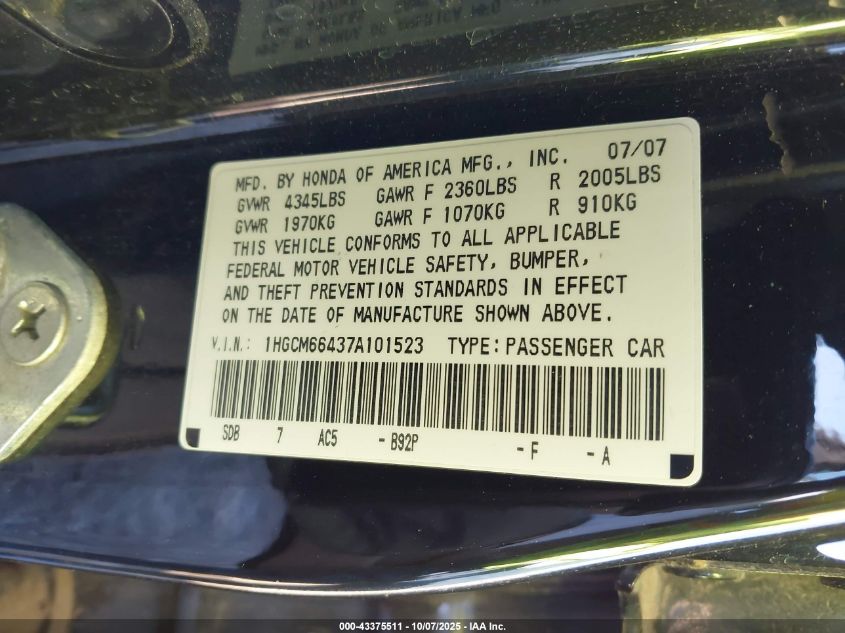 MFD. BY HONDA OF AMERICA MFG., INC. 07/07
GVWR 4345LBS GAWR F 2360LBS R 2005LBS
GVWR 1970KG GAWR F 1070KG R 910KG
THIS VEHICLE CONFORMS TO ALL APPLICABLE
FEDERAL MOTOR VEHICLE SAFETY, BUMPER,
AND THEFT PREVENTION STANDARDS IN EFFECT
ON THE DATE OF MANUFACTURE SHOWN ABOVE.
V.I.N.: 1HGCM66437A101523 TYPE: PASSENGER CAR
SDB 7 AC5 - B92P - F - A
000-43375511 - 10/07/2025 - IAA Inc.